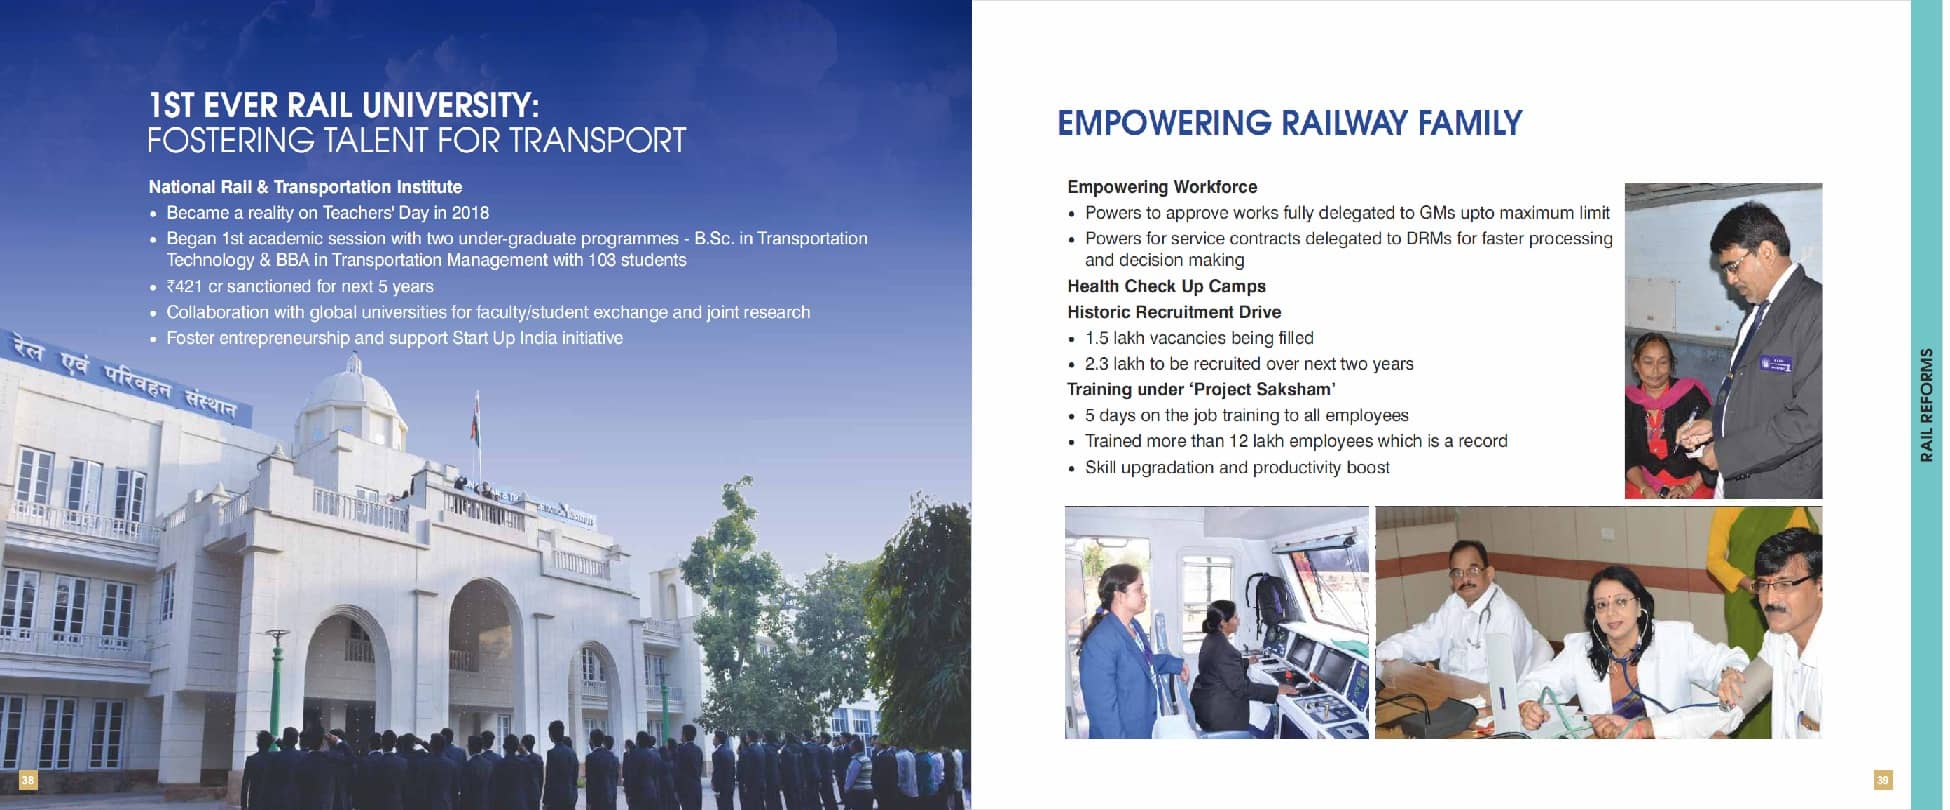 1ST EVER RAIL UNIVERSITY:
FOSTERING TALENT FOR TRANSPORT
National Rail & Transportation Institute
• Became a reality on Teachers' Day in 2018
• Began 1st academic session with two under-graduate programmes - B.Sc. in Transportation
Technology & BBA in Transportation Management with 103 students
• ₹421 cr sanctioned for next 5 years
• Collaboration with global universities for faculty/student exchange and joint research
• Foster entrepreneurship and support Start Up India initiative
रेल एवं परिवहन संस्थान
38
EMPOWERING RAILWAY FAMILY
Empowering Workforce
• Powers to approve works fully delegated to GMs upto maximum limit
• Powers for service contracts delegated to DRMs for faster processing
and decision making
Health Check Up Camps
Historic Recruitment Drive
• 1.5 lakh vacancies being filled
• 2.3 lakh to be recruited over next two years
Training under ‘Project Saksham’
• 5 days on the job training to all employees
• Trained more than 12 lakh employees which is a record
• Skill upgradation and productivity boost
RAIL REFORMS
39